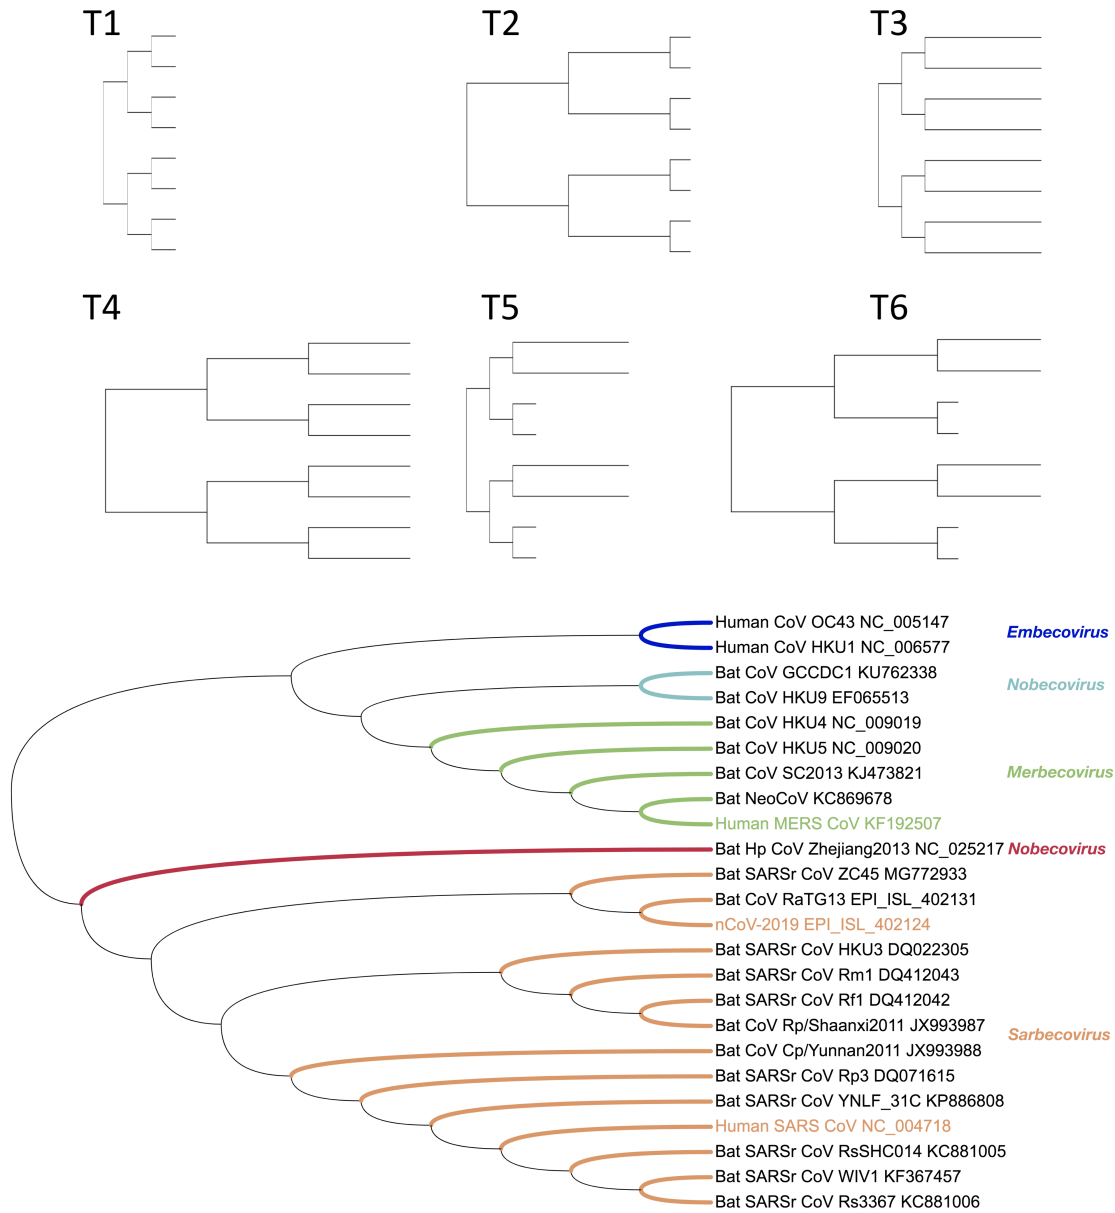 T1
T2
T3
T4
T5
T6
Human CoV OC43 NC_005147
Embecovirus
Human CoV HKU1 NC_006577
Bat CoV GCCDC1 KU762338
Nobecovirus
Bat CoV HKU9 EF065513
Bat CoV HKU4 NC_009019
Bat CoV HKU5 NC_009020
Bat CoV SC2013 KJ473821
Merbecovirus
Bat NeoCoV KC869678
Human MERS CoV KF192507
Bat Hp CoV Zhejiang2013 NC_025217 Nobecovirus
Bat SARSr CoV ZC45 MG772933
Bat CoV RaTG13 EPI_ISL_402131
nCoV-2019 EPI_ISL_402124
Bat SARSr CoV HKU3 DQ022305
Bat SARSr CoV Rm1 DQ412043
Bat SARSr CoV Rf1 DQ412042
Bat CoV Rp/Shaanxi2011 JX993987
Sarbecovirus
Bat CoV Cp/Yunnan2011 JX993988
Bat SARSr CoV Rp3 DQ071615
Bat SARSr CoV YNLF_31C KP886808
Human SARS CoV NC_004718
Bat SARSr CoV RsSHC014 KC881005
Bat SARSr CoV WIV1 KF367457
Bat SARSr CoV Rs3367 KC881006